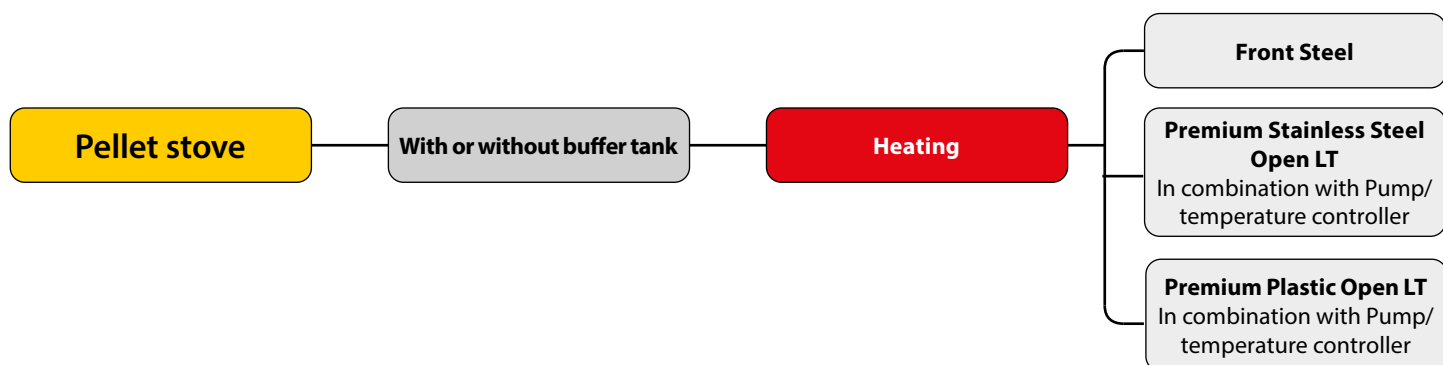 Pellet stove
With or without buffer tank
Heating
Front Steel
Premium Stainless Steel
Open LT
In combination with Pump/
temperature controller
Premium Plastic Open LT
In combination with Pump/
temperature controller